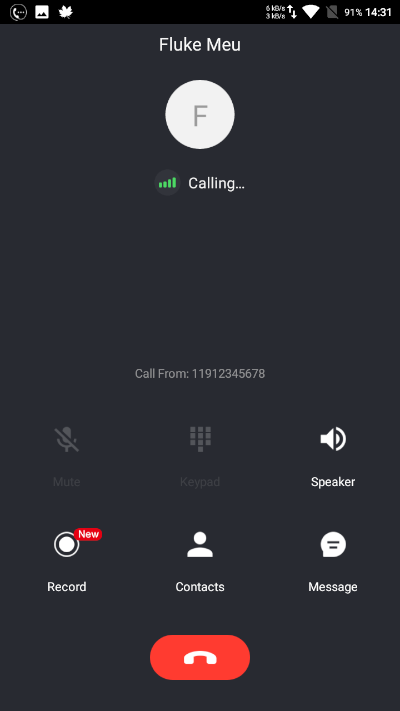 6 kB/s
3 kB/s
91% 14:31
Fluke Meu
F
Calling...
Call From: 11912345678
Mute
Keypad
Speaker
New
Record
Contacts
Message